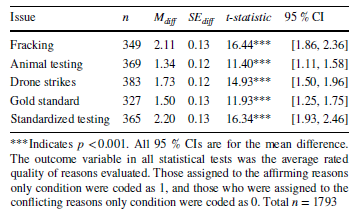 Issue n Mdiff SEdiff t-statistic 95 % CI
Fracking 349 2.11 0.13 16.44*** [1.86, 2.36]
Animal testing 369 1.34 0.12 11.40*** [1.11, 1.58]
Drone strikes 383 1.73 0.12 14.93*** [1.50, 1.96]
Gold standard 327 1.50 0.13 11.93*** [1.25, 1.75]
Standardized testing 365 2.20 0.13 16.34*** [1.93, 2.46]
***Indicates p <0.001. All 95 % CIs are for the mean difference.
The outcome variable in all statistical tests was the average rated
quality of reasons evaluated. Those assigned to the affirming reasons
only condition were coded as 1, and those who were assigned to the
conflicting reasons only condition were coded as 0. Total n = 1793